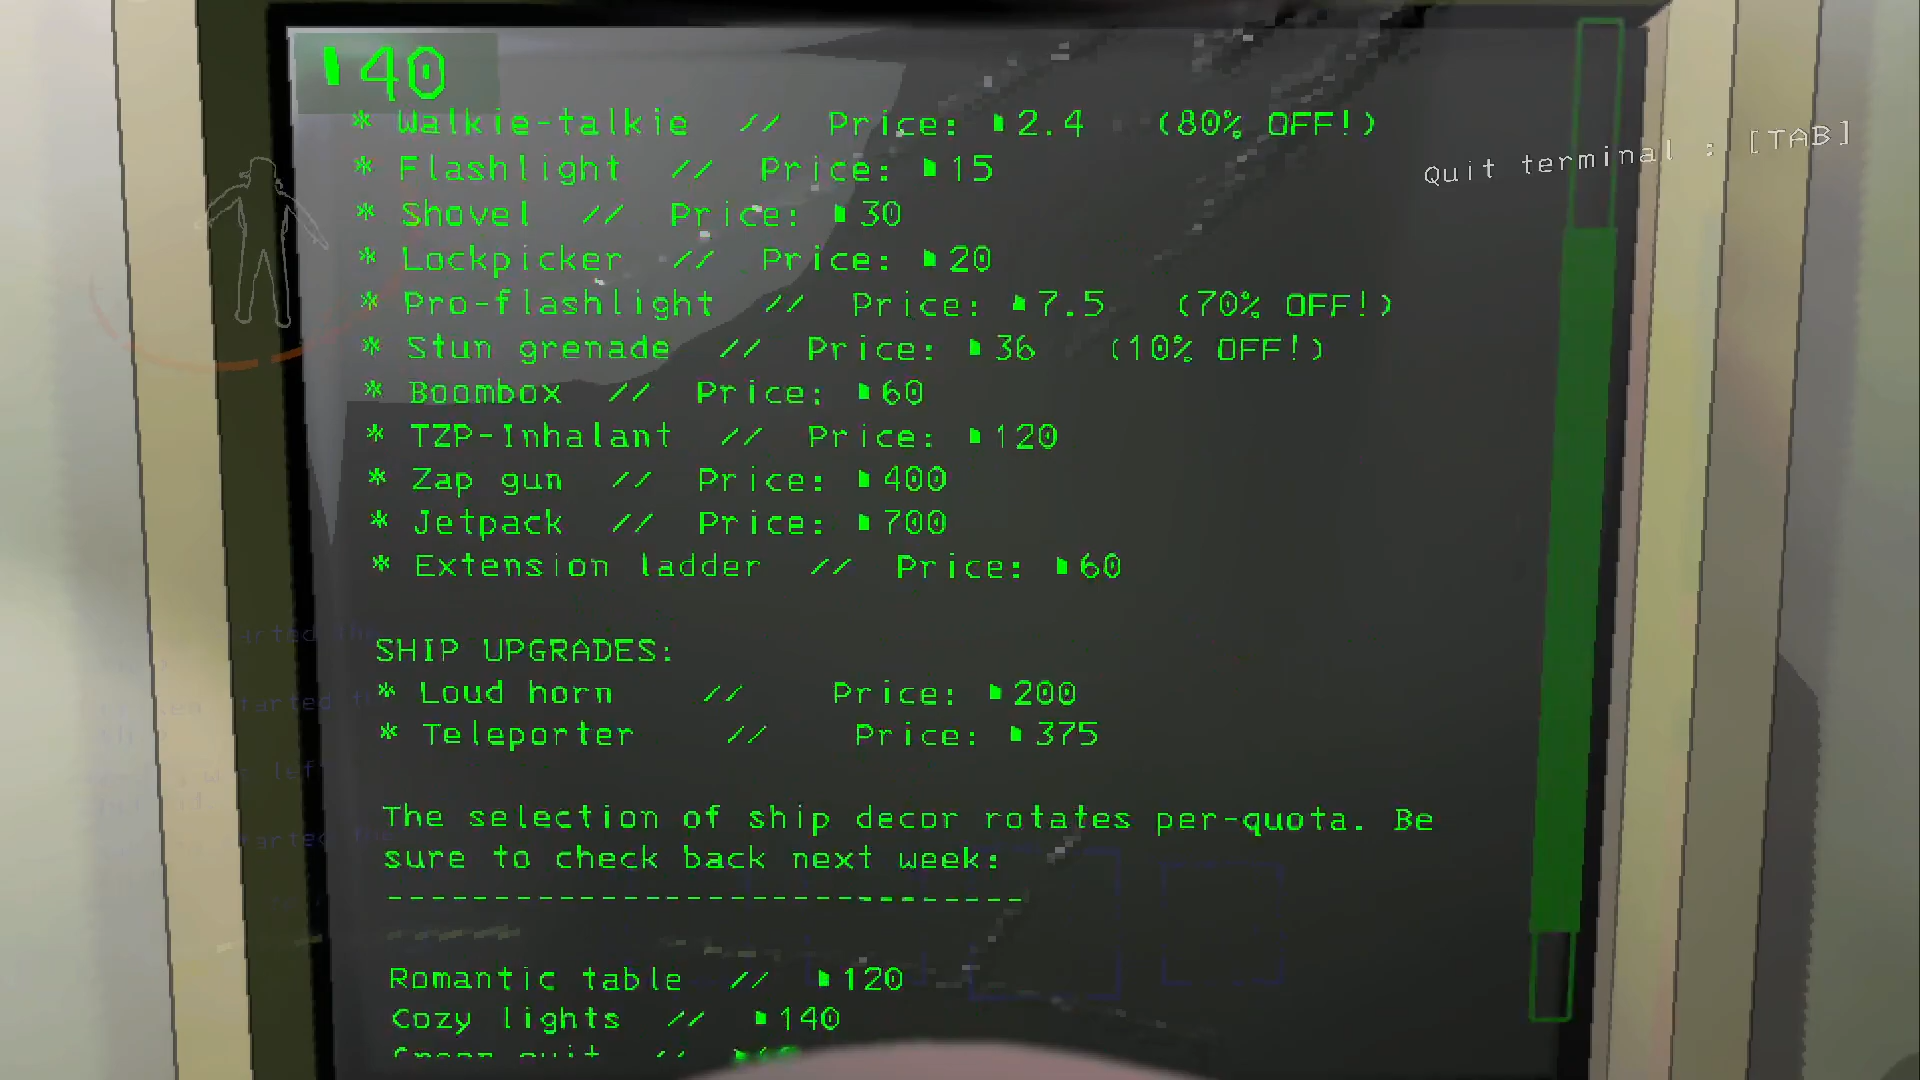 40
* Walkie-talkie // Price: 2.4 (80% OFF!)
* Flashlight // Price: 15
* Shovel // Price: 30
* Lockpicker // Price: 20
* Pro-flashlight // Price: 7.5 (70% OFF!)
* Stun grenade // Price: 36 (10% OFF!)
* Boombox // Price: 60
* TZP-Inhalant // Price: 120
* Zap gun // Price: 400
* Jetpack // Price: 700
* Extension ladder // Price: 60
Quit terminal : [TAB]
SHIP UPGRADES:
* Loud horn // Price: 200
* Teleporter // Price: 375
The selection of ship decor rotates per-quota. Be
sure to check back next week:
------------------------------
Romantic table // 120
Cozy lights // 140